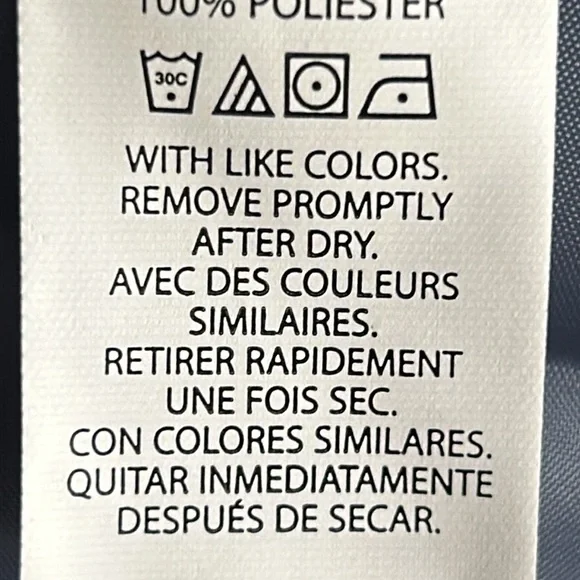 100% POLIESTER
30C
WITH LIKE COLORS.
REMOVE PROMPTLY
AFTER DRY.
AVEC DES COULEURS
SIMILAIRES.
RETIRER RAPIDEMENT
UNE FOIS SEC.
CON COLORES SIMILARES.
QUITAR INMEDIATAMENTE
DESPUÉS DE SECAR.